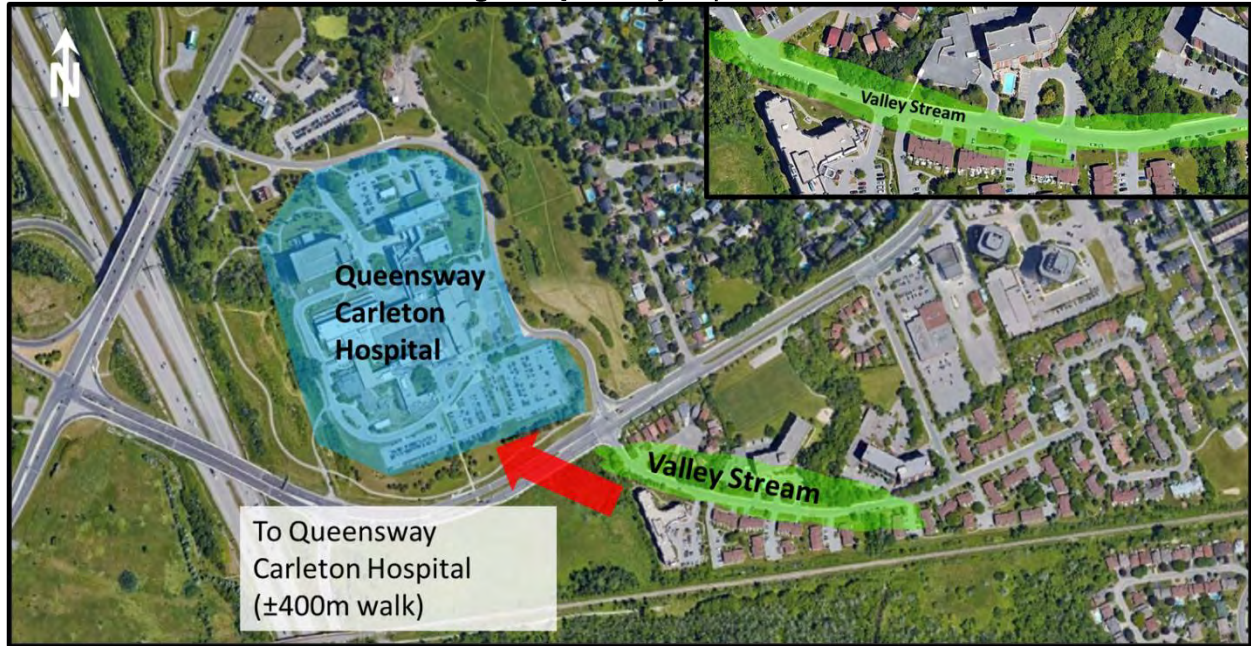 N
Valley Stream
Queensway
Carleton
Hospital
Valley Stream
To Queensway
Carleton Hospital
(±400m walk)